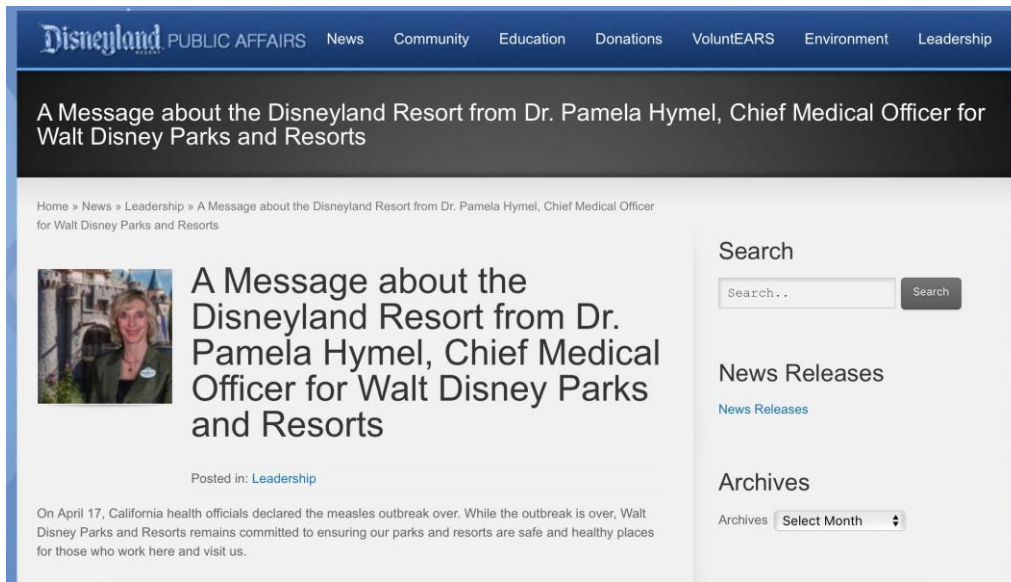 Disneyland RESORT PUBLIC AFFAIRS News Community Education Donations VoluntEARS Environment Leadership
A Message about the Disneyland Resort from Dr. Pamela Hymel, Chief Medical Officer for
Walt Disney Parks and Resorts
Home » News » Leadership » A Message about the Disneyland Resort from Dr. Pamela Hymel, Chief Medical Officer
for Walt Disney Parks and Resorts
A Message about the
Disneyland Resort from Dr.
Pamela Hymel, Chief Medical
Officer for Walt Disney Parks
and Resorts
Posted in: Leadership
On April 17, California health officials declared the measles outbreak over. While the outbreak is over, Walt
Disney Parks and Resorts remains committed to ensuring our parks and resorts are safe and healthy places
for those who work here and visit us.
Search
Search.. Search
News Releases
News Releases
Archives
Archives Select Month